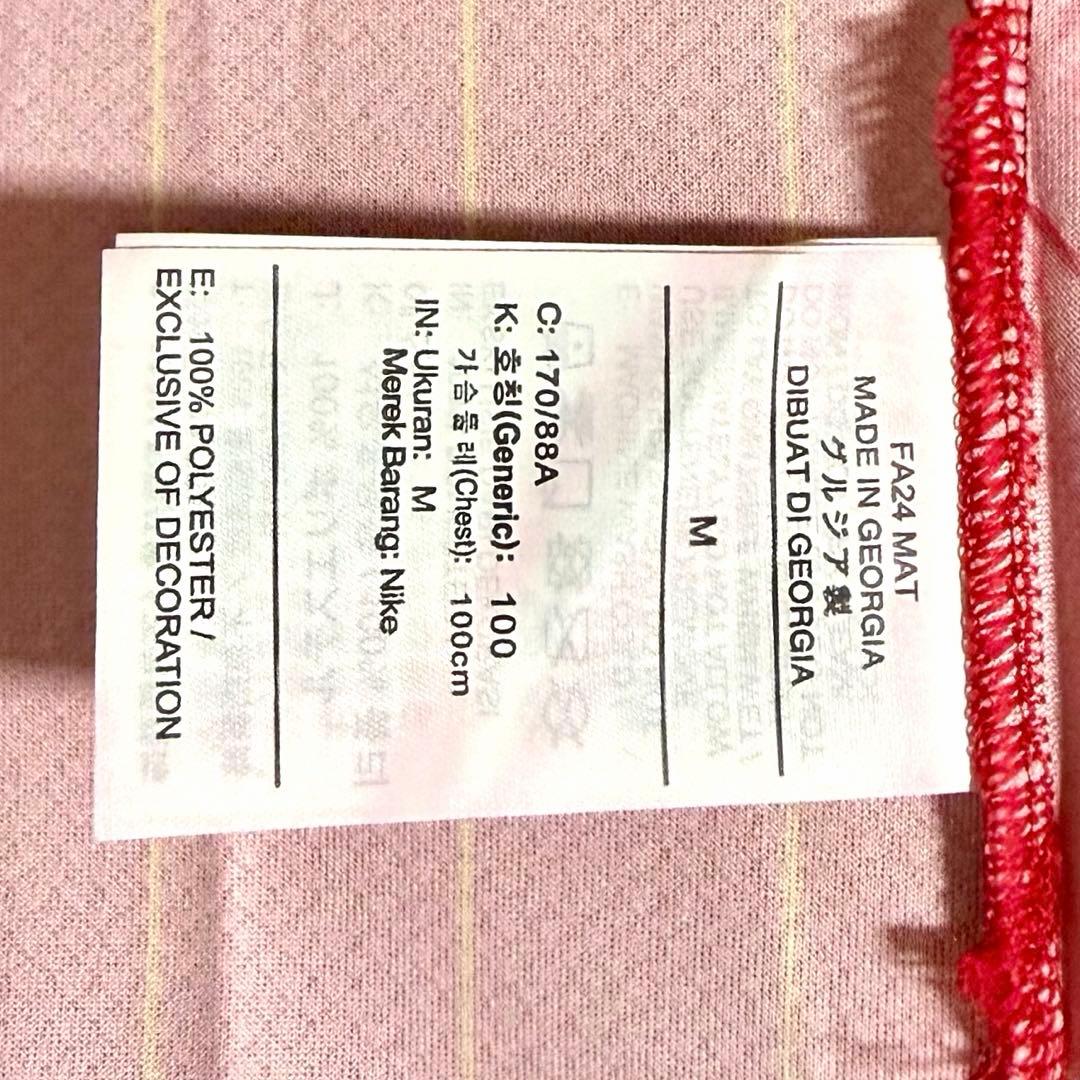 FA24 MAT
MADE IN GEORGIA
グルジア製
DIBUAT DI GEORGIA
M
C: 170/88A
K: 호칭(Generic): 100
가슴둘레(Chest): 100cm
IN: Ukuran: M
Merek Barang: Nike
E: 100% POLYESTER /
EXCLUSIVE OF DECORATION